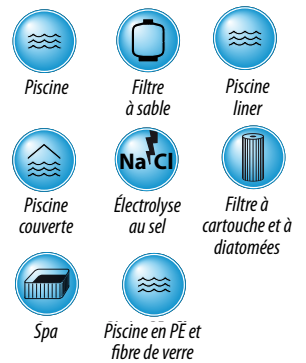 Piscine
Filtre
à sable
Piscine
liner
Piscine
couverte
NaCl
Électrolyse
au sel
Filtre à
cartouche et à
diatomées
Spa
Piscine en PE et
fibre de verre